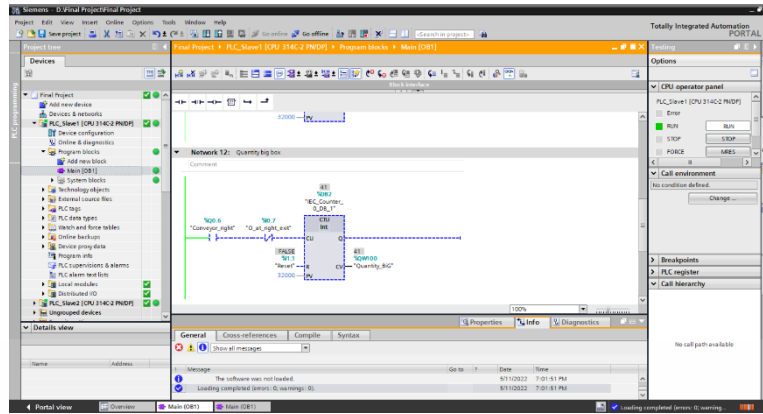 Siemens - D:\Final Project\Final Project
Project Edit View Insert Online Options Tools Window Help
Totally Integrated Automation
PORTAL
Save project
Go online
Go offline
<Search in project>
Project tree
Final Project
PLC_Slave1 [CPU 314C-2 PN/DP]
Program blocks
Main [OB1]
Testing
Devices
Options
PLC programming
Final Project
Add new device
Devices & networks
PLC_Slave1 [CPU 314C-2 PN/DP]
Device configuration
Online & diagnostics
Program blocks
Add new block
Main [OB1]
System blocks
Technology objects
External source files
PLC tags
PLC data types
Watch and force tables
Online backups
Device proxy data
Program info
PLC supervisions & alarms
PLC alarm text lists
Local modules
Distributed I/O
PLC_Slave2 [CPU 314C-2 PN/DP]
Ungrouped devices
Details view
Name Address
Block interface
32000 PV
Network 12: Quantity big box
Comment
41
%DB2
"IEC_Counter_
0_DB_1"
%Q0.6
"Conveyor_right"
%I0.7
"O_at_right_exit"
CTU
Int
CU Q
FALSE
%I1.1
"Reset" R
41
%QW100
CV "Quantity_BIG"
32000 PV
100%
Properties Info Diagnostics
General Cross-references Compile Syntax
Show all messages
! Message Go to ? Date Time
The software was not loaded. 5/11/2022 7:01:51 PM
Loading completed (errors: 0; warnings: 0). 5/11/2022 7:01:51 PM
CPU operator panel
PLC_Slave1 [CPU 314C-2 PN/DP]
Error
RUN RUN
STOP STOP
FORCE MRES
Call environment
No condition defined.
Change...
Breakpoints
PLC register
Call hierarchy
No call path available
Portal view
Overview
Main (OB1)
Main (OB1)
Loading completed (errors: 0; warning...